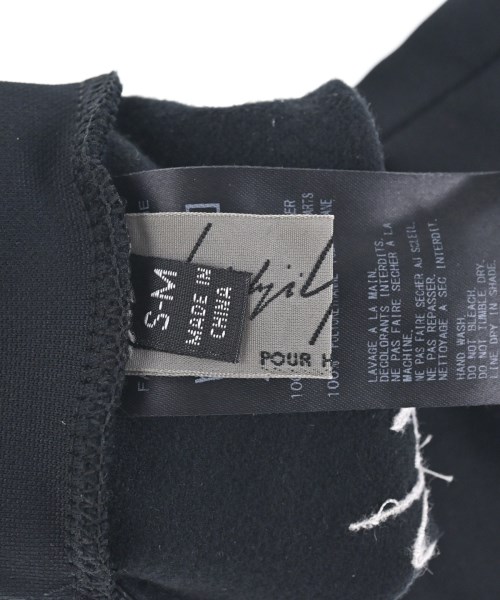 S-M
MADE IN
CHINA
POUR H
LAVAGE A LA MAIN.
DECOLORANTS INTERDITS.
NE PAS FAIRE SECHER A LA
MACHINE.
NE PAS FAIRE SECHER AU SOLEIL.
NE PAS REPASSER.
NETTOYAGE A SEC INTERDIT.
HAND WASH.
DO NOT BLEACH.
DO NOT TUMBLE DRY.
LINE DRY IN SHADE.